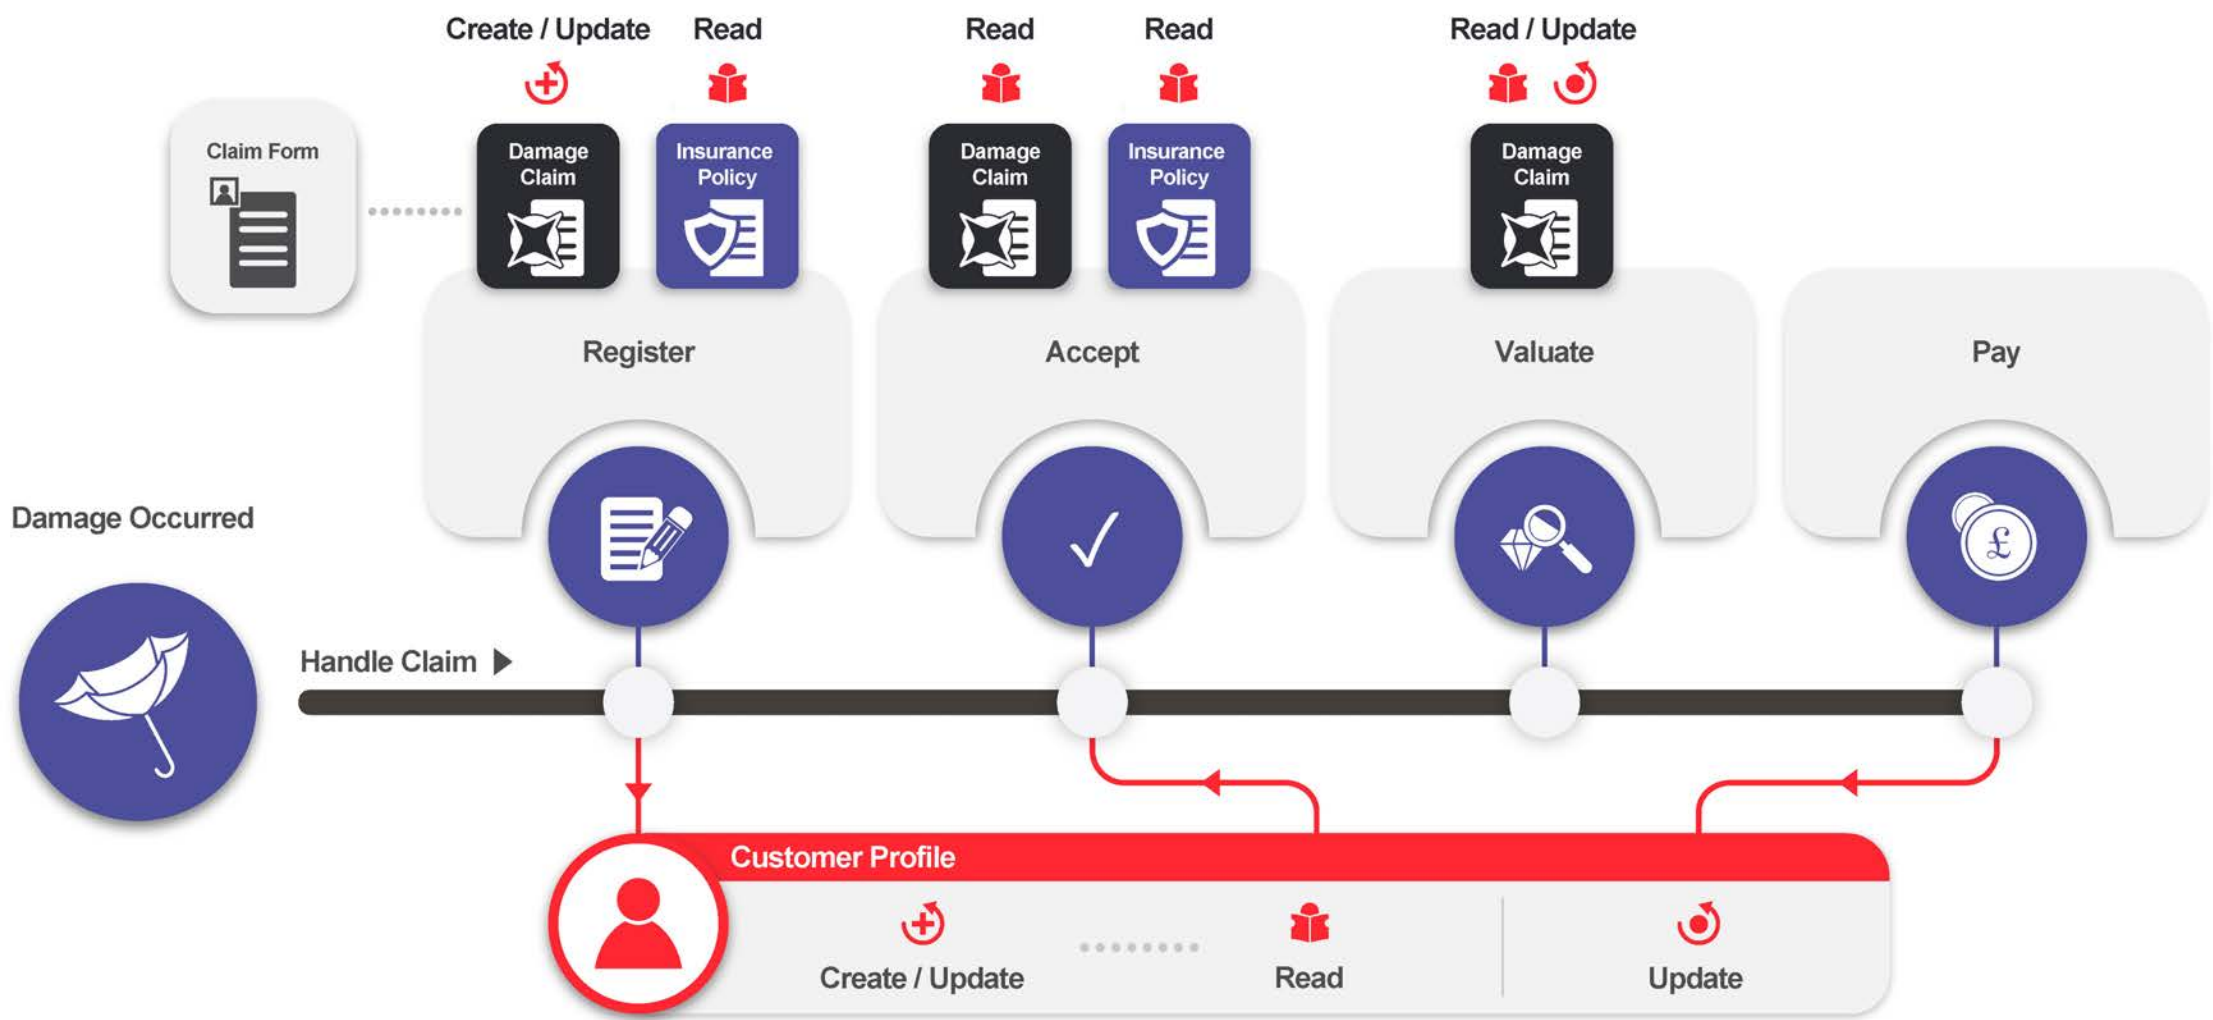 Create / Update
Read
Read
Read
Read / Update
Claim Form
Damage
Claim
Insurance
Policy
Damage
Claim
Insurance
Policy
Damage
Claim
Register
Accept
Valuate
Pay
£
Damage Occurred
Handle Claim
Customer Profile
Create / Update
Read
Update